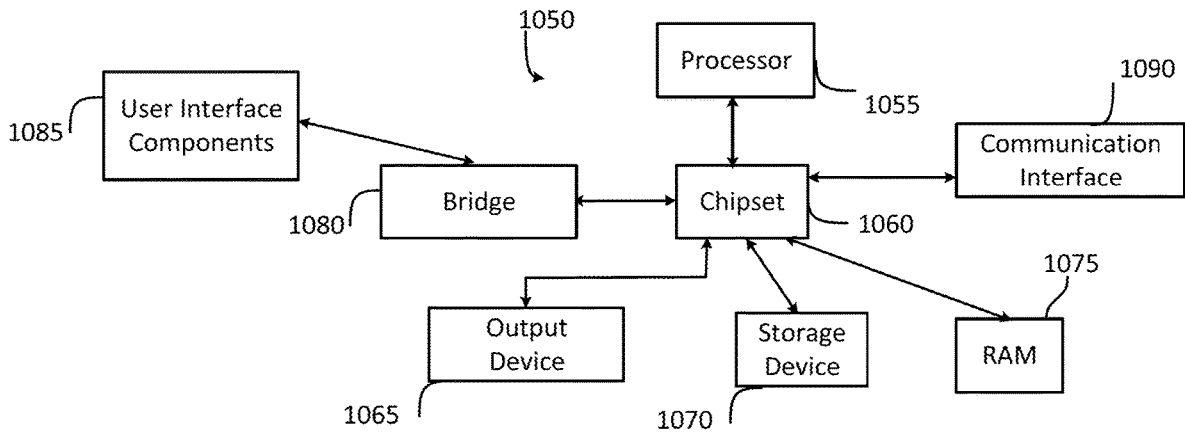 1050
Processor
1055
1090
1085
User Interface
Components
Communication
Interface
1080
Bridge
Chipset
1060
Output
Device
1065
Storage
Device
1070
1075
RAM